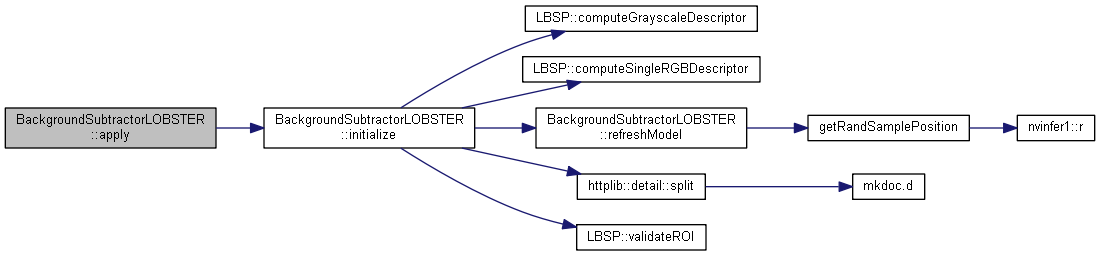 BackgroundSubtractorLOBSTER
::apply
BackgroundSubtractorLOBSTER
::initialize
LBSP::computeGrayscaleDescriptor
LBSP::computeSingleRGBDescriptor
BackgroundSubtractorLOBSTER
::refreshModel
getRandSamplePosition
nvinfer1::r
httplib::detail::split
mkdoc.d
LBSP::validateROI